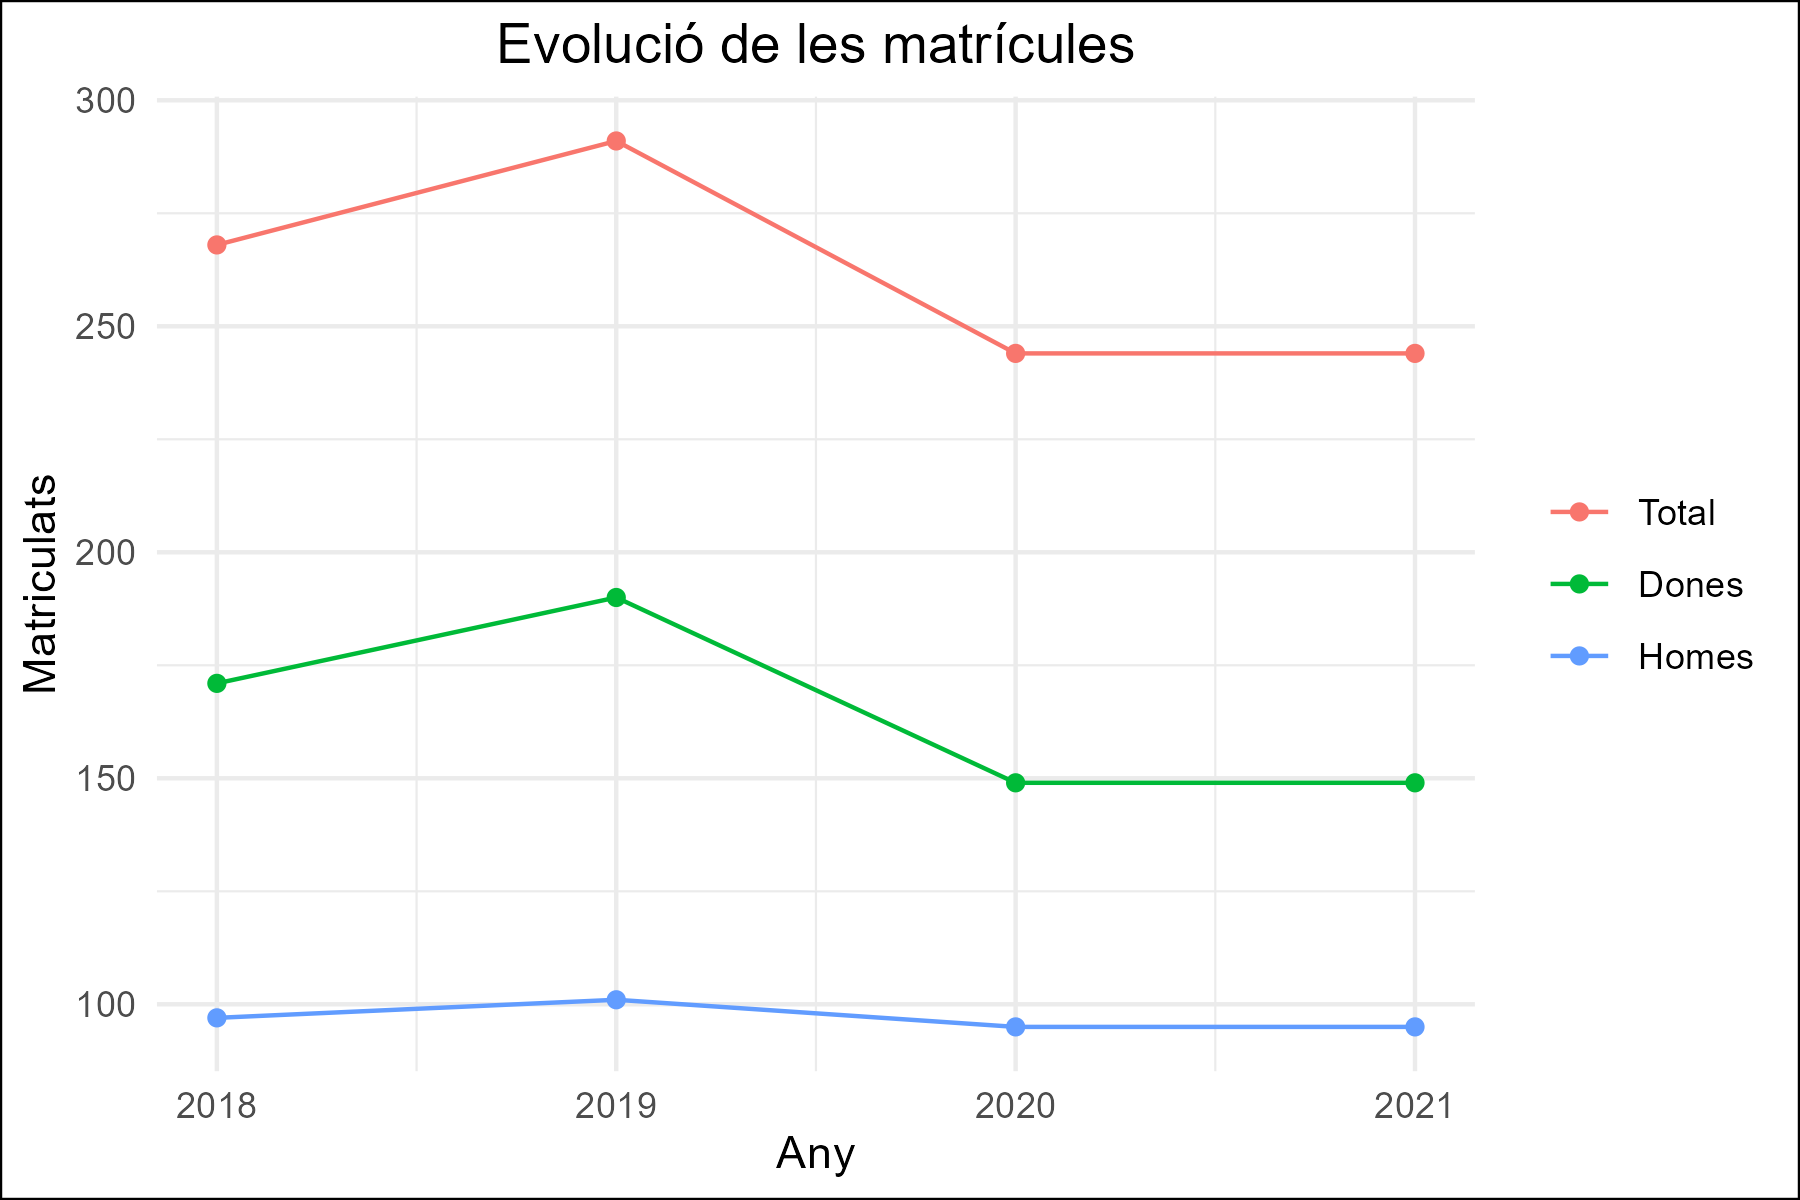 Evolució de les matrícules
300
250
200
150
100
Matriculats
2018 2019 2020 2021
Any
Total
Dones
Homes